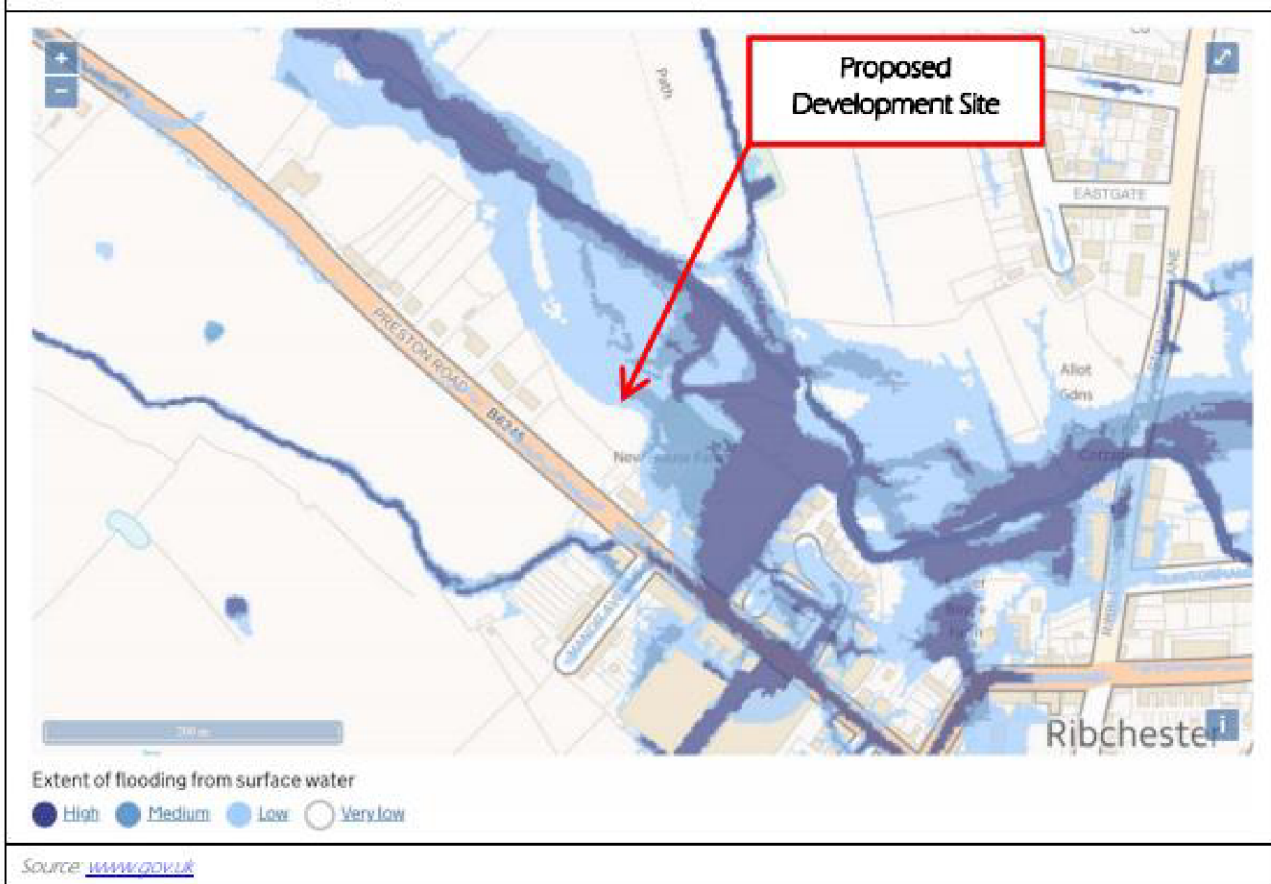 +
−
Proposed
Development Site
Path
EASTGATE
PRESTON ROAD
B6245
Allot
Gdns
Ribchester
i
Extent of flooding from surface water
High Medium Low Very low
Source: www.gov.uk